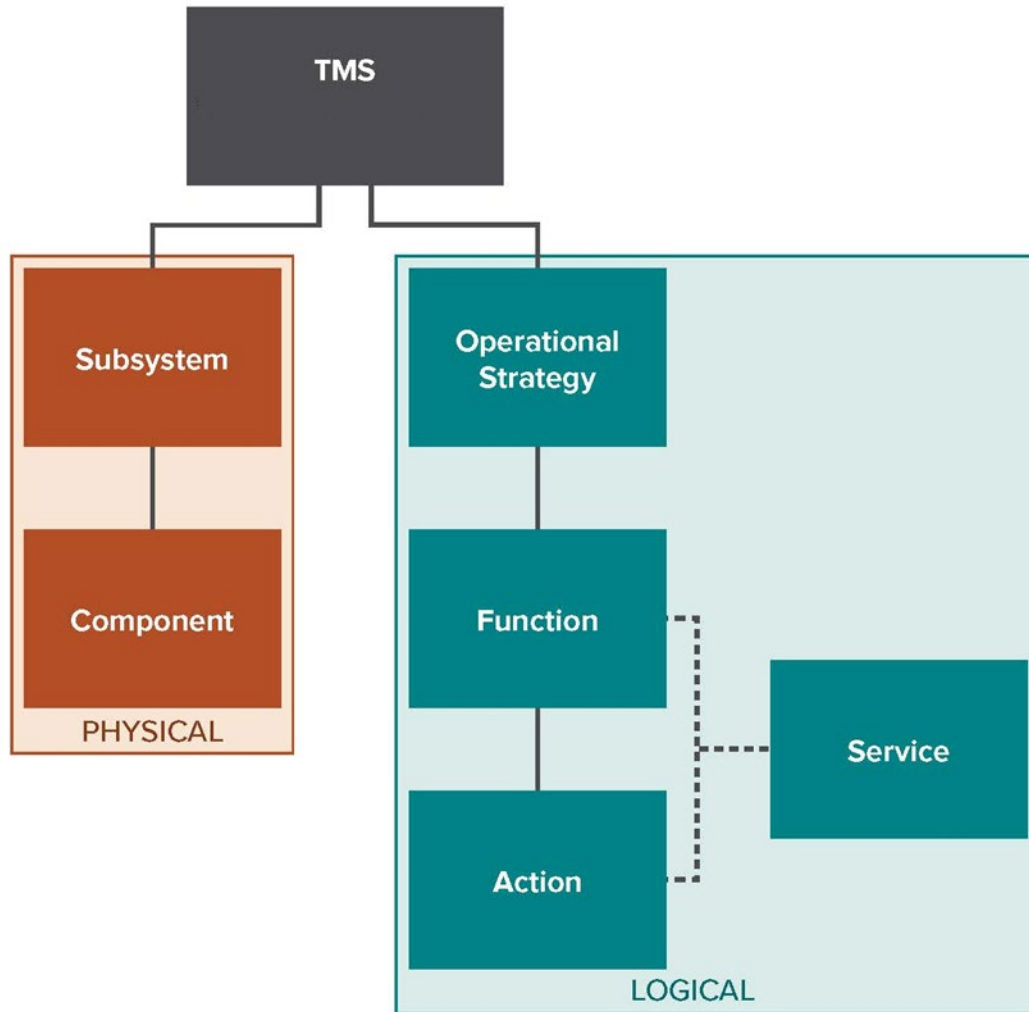 TMS
Subsystem
Component
PHYSICAL
Operational
Strategy
Function
Action
Service
LOGICAL